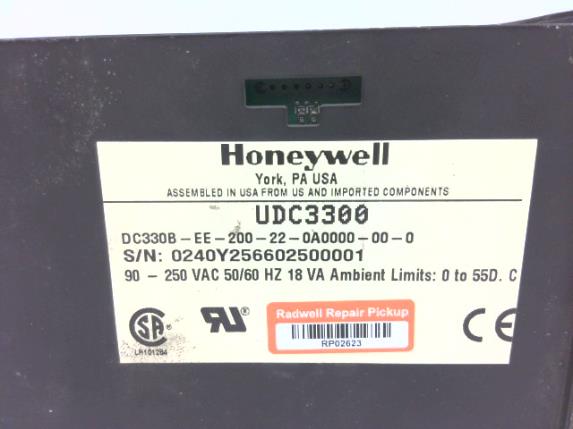 Honeywell
York, PA USA
ASSEMBLED IN USA FROM US AND IMPORTED COMPONENTS
UDC3300
DC330B-EE-200-22-0A0000-00-0
S/N: 0240Y256602500001
90 - 250 VAC 50/60 HZ 18 VA Ambient Limits: 0 to 55D. C
Radwell Repair Pickup
RP02623
LR101284